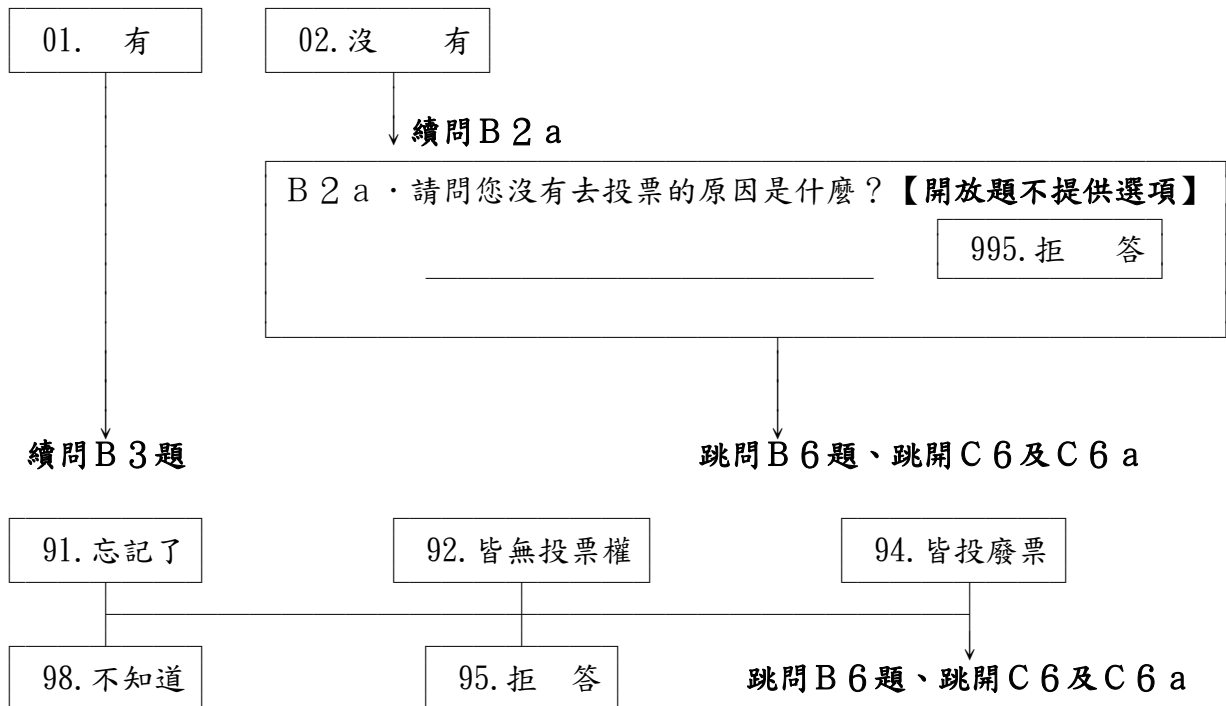 01. 有 02.沒 有
續問Ｂ２ａ
Ｂ２ａ．請問您沒有去投票的原因是什麼？【開放題不提供選項】
995.拒 答
續問Ｂ３題 跳問Ｂ６題、跳開Ｃ６及Ｃ６ａ
91.忘記了 92.皆無投票權 94.皆投廢票
98.不知道 95.拒 答 跳問Ｂ６題、跳開Ｃ６及Ｃ６ａ